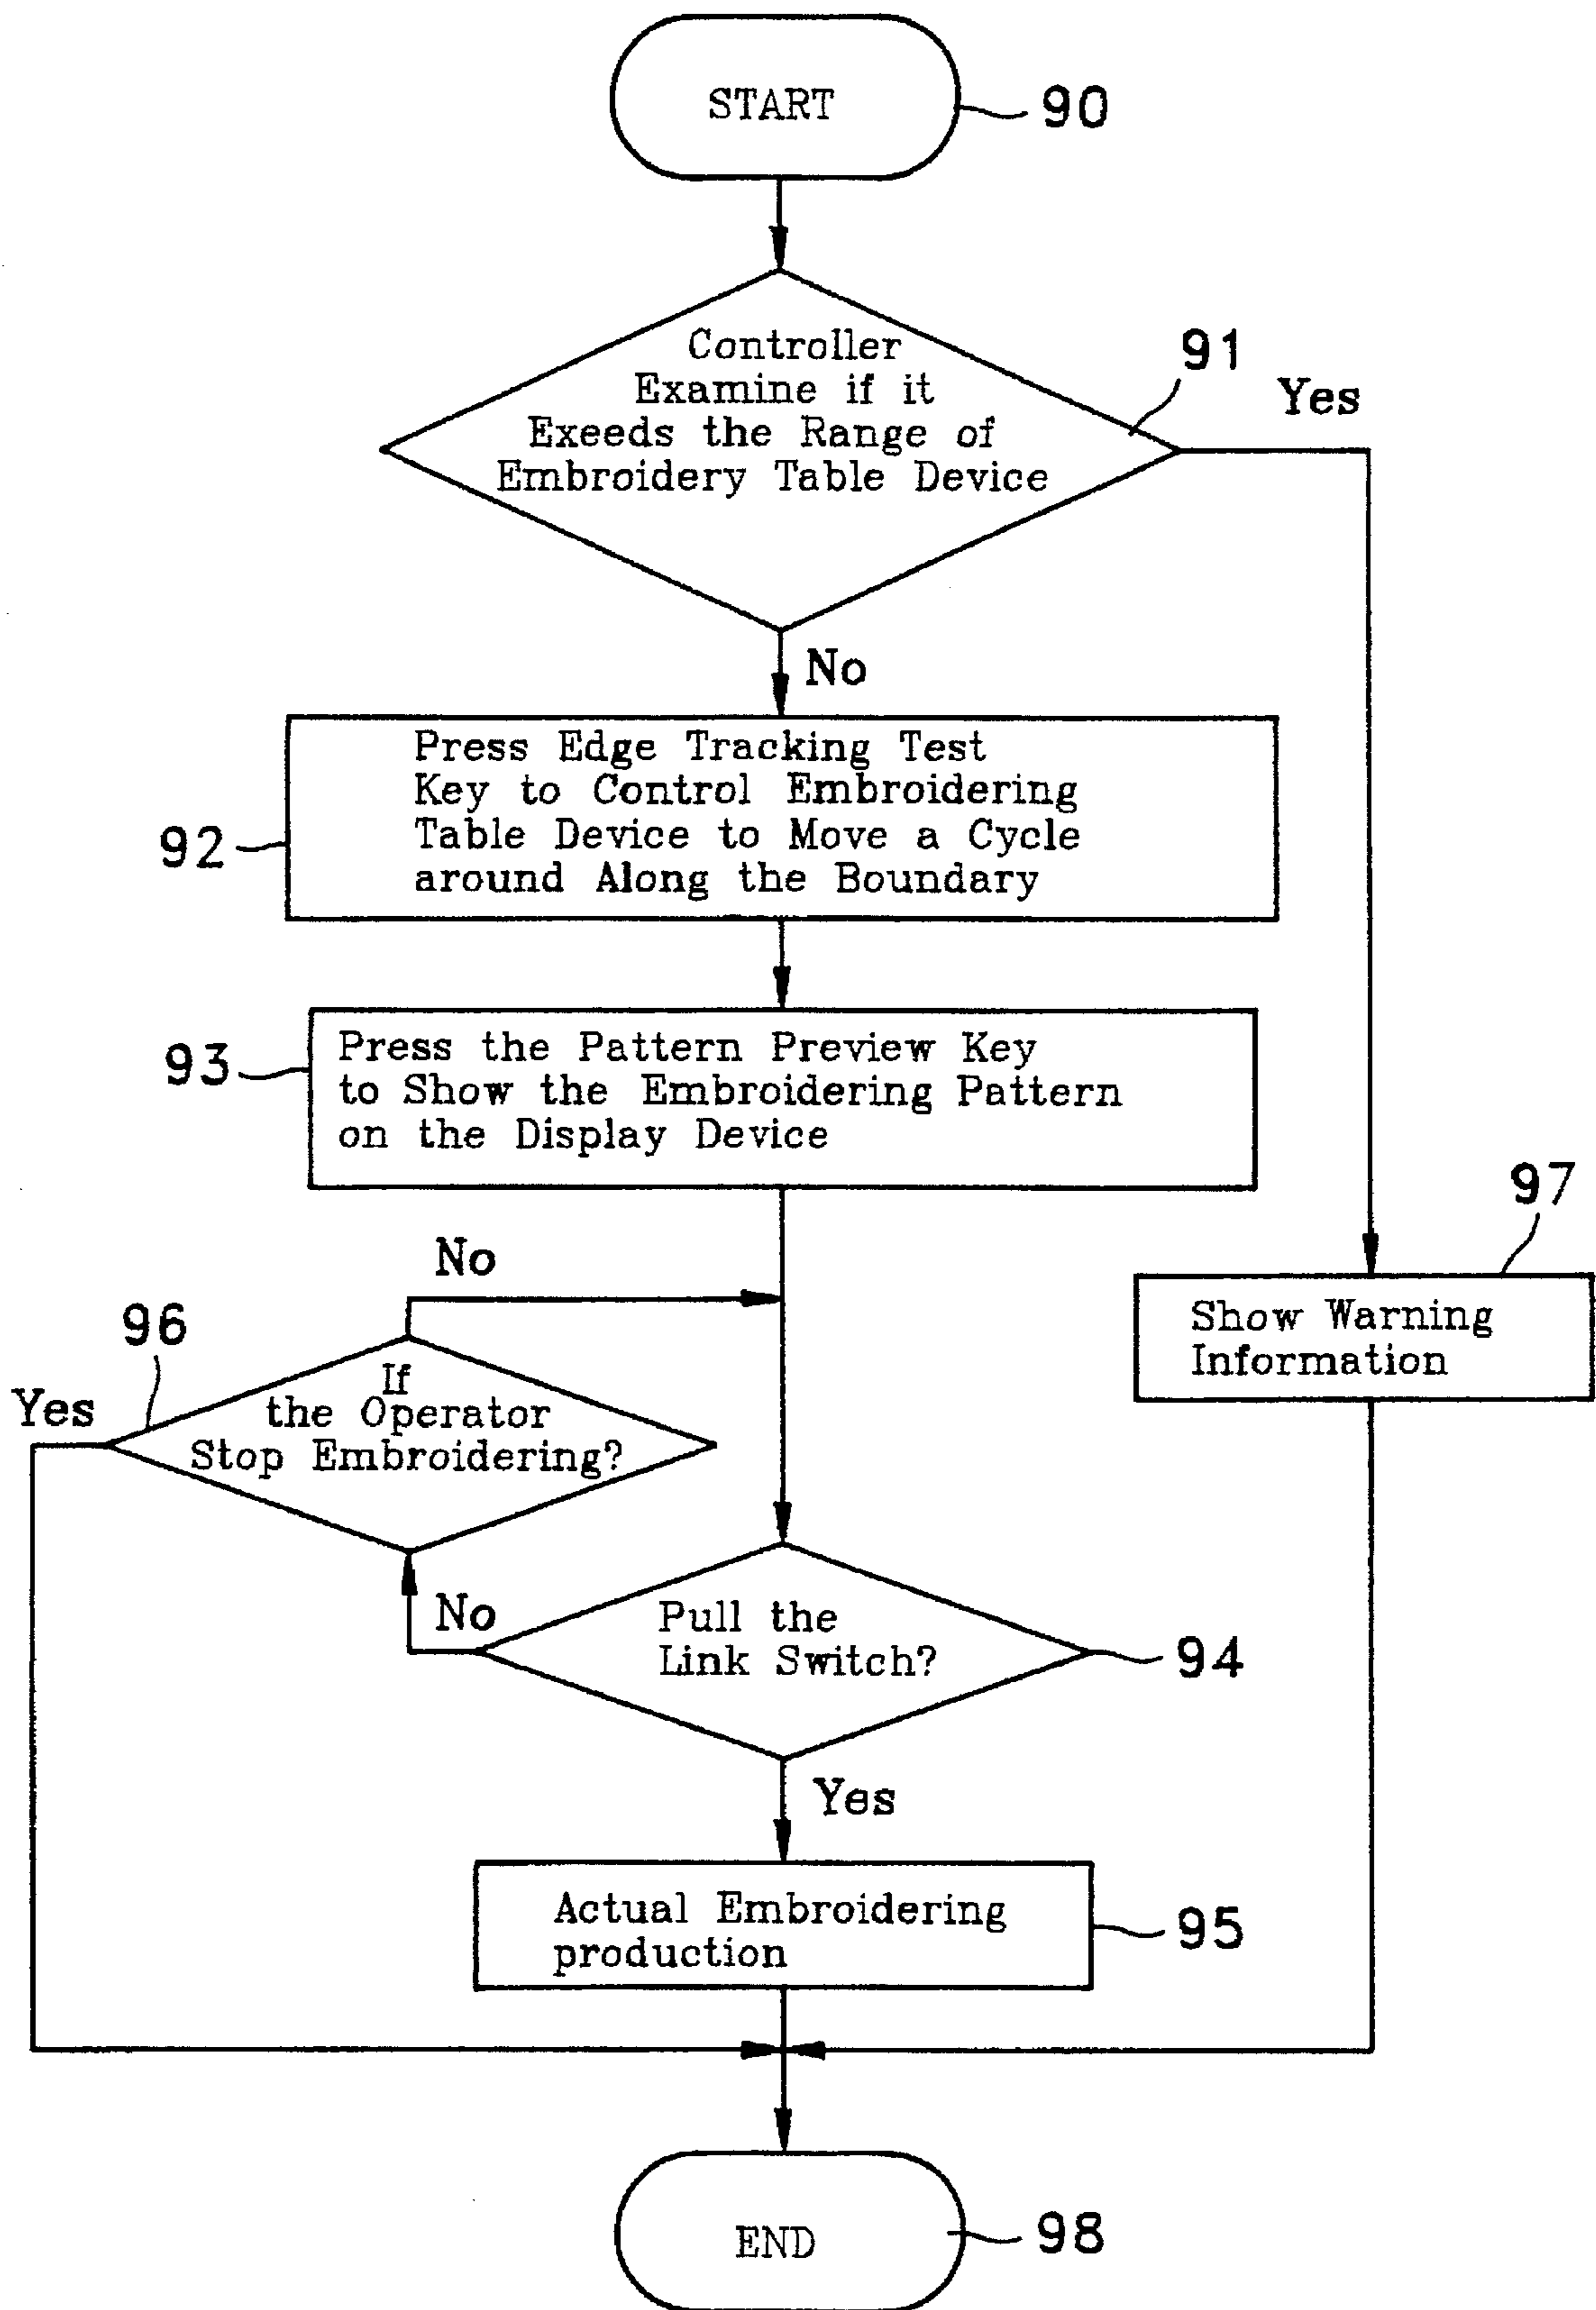 START
90
Controller
Examine if it
Exeeds the Range of
Embroidery Table Device
91
Yes
No
Press Edge Tracking Test
Key to Control Embroidering
Table Device to Move a Cycle
around Along the Boundary
92
Press the Pattern Preview Key
to Show the Embroidering Pattern
on the Display Device
93
No
97
Show Warning
Information
96
Yes
If
the Operator
Stop Embroidering?
No
Pull the
Link Switch?
94
Yes
Actual Embroidering
production
95
END
98